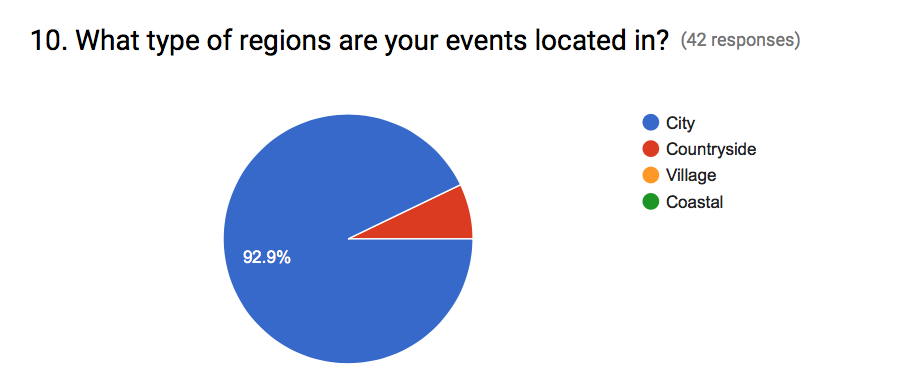 10. What type of regions are your events located in? (42 responses)
City
Countryside
Village
Coastal
92.9%